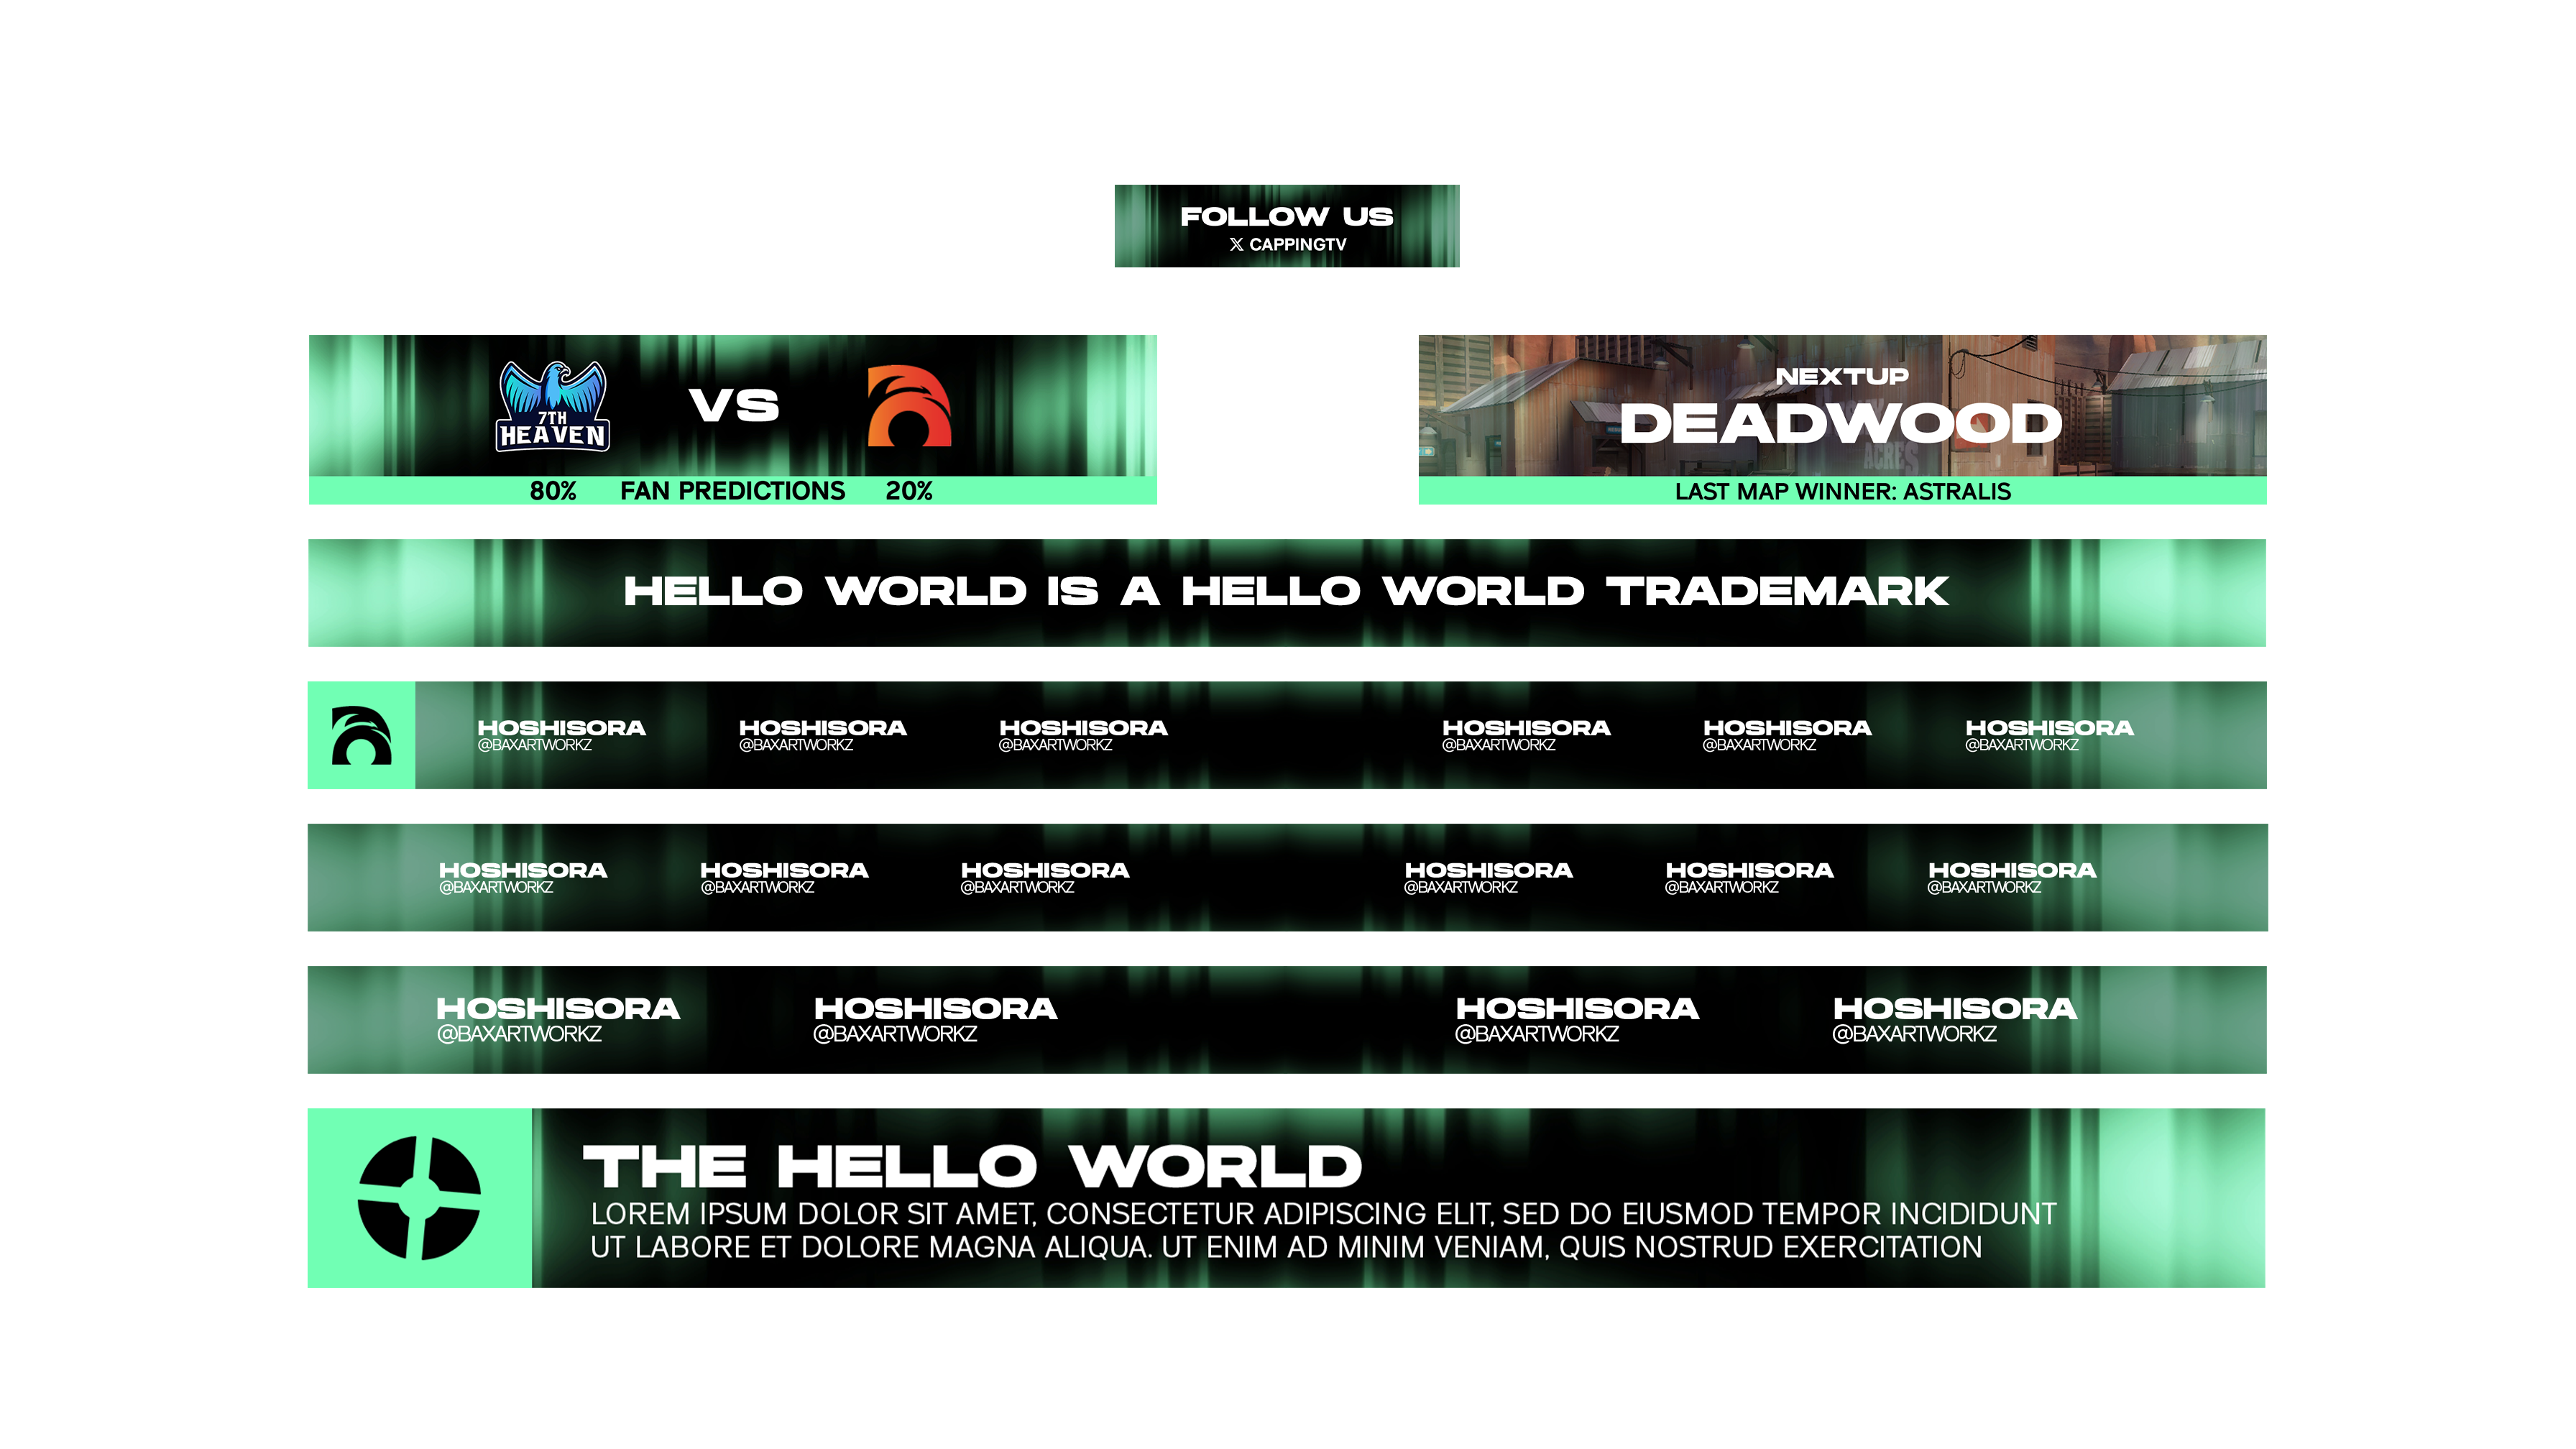 FOLLOW US
X CAPPINGTV
7TH
HEAVEN
VS
80% FAN PREDICTIONS 20%
NEXTUP
DEADWOOD
ACRES
LAST MAP WINNER: ASTRALIS
HELLO WORLD IS A HELLO WORLD TRADEMARK
HOSHISORA HOSHISORA HOSHISORA HOSHISORA HOSHISORA HOSHISORA
@BAXARTWORKZ @BAXARTWORKZ @BAXARTWORKZ @BAXARTWORKZ @BAXARTWORKZ @BAXARTWORKZ
HOSHISORA HOSHISORA HOSHISORA HOSHISORA HOSHISORA HOSHISORA
@BAXARTWORKZ @BAXARTWORKZ @BAXARTWORKZ @BAXARTWORKZ @BAXARTWORKZ @BAXARTWORKZ
HOSHISORA HOSHISORA HOSHISORA HOSHISORA
@BAXARTWORKZ @BAXARTWORKZ @BAXARTWORKZ @BAXARTWORKZ
THE HELLO WORLD
LOREM IPSUM DOLOR SIT AMET, CONSECTETUR ADIPISCING ELIT, SED DO EIUSMOD TEMPOR INCIDIDUNT
UT LABORE ET DOLORE MAGNA ALIQUA. UT ENIM AD MINIM VENIAM, QUIS NOSTRUD EXERCITATION